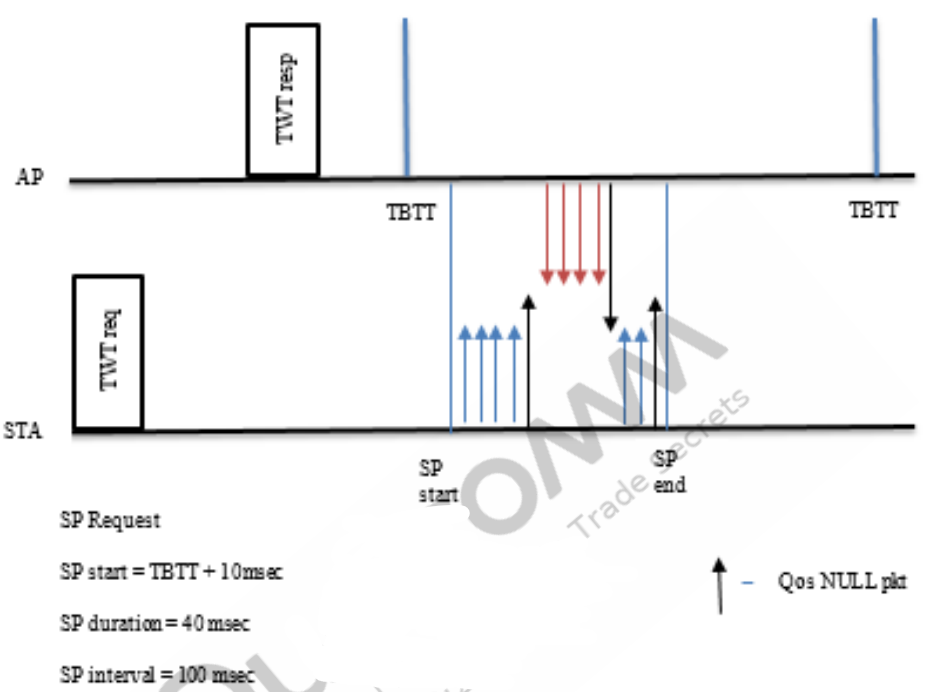 TWT resp
AP
TBTT
TBTT
TWT req
STA
SP
start
SP
end
Trade Secrets
SP Request
SP start = TBTT + 10msec
– Qos NULL pkt
SP duration = 40 msec
SP interval = 100 msec